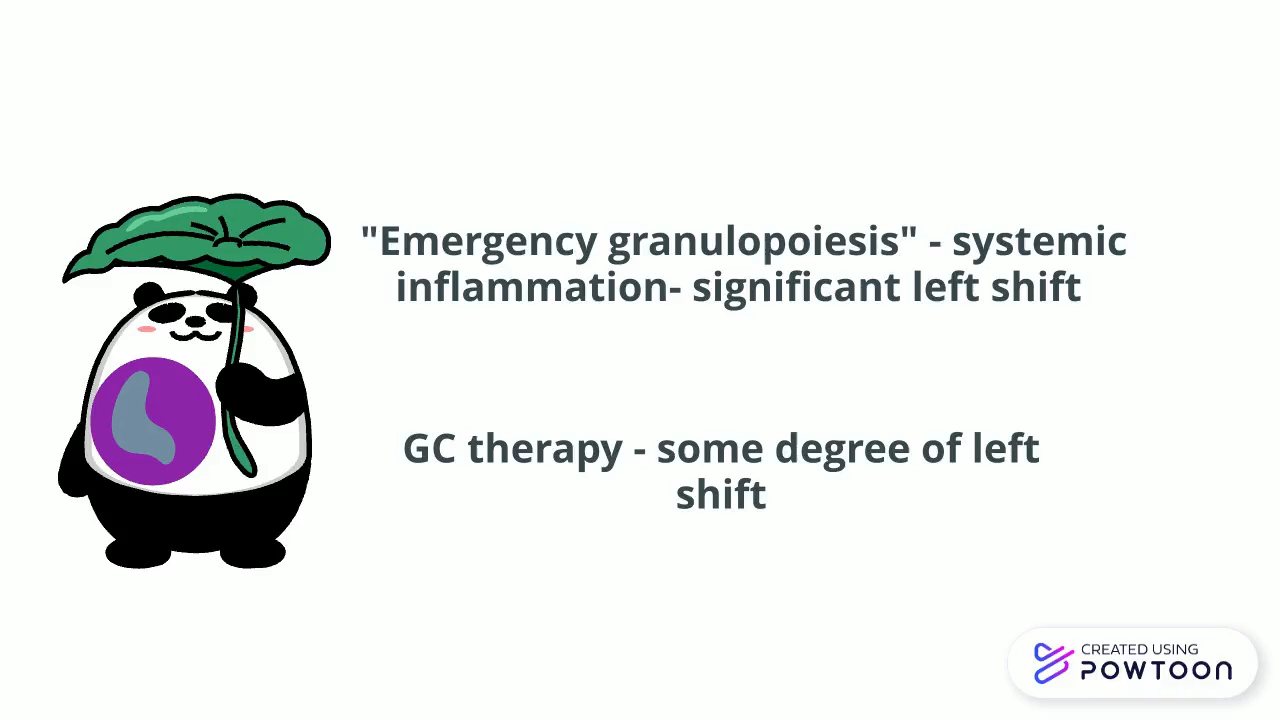 "Emergency granulopoiesis" - systemic
inflammation- significant left shift
GC therapy - some degree of left
shift
CREATED USING
POWTOON